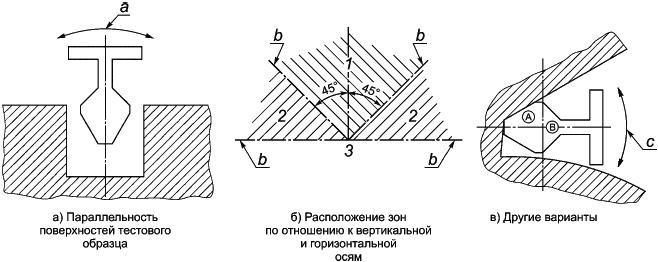 a
b
b
1
45°
45°
2
2
3
b
b
A
B
c
а) Параллельность
поверхностей тестового
образца
б) Расположение зон
по отношению к вертикальной
и горизонтальной
осям
в) Другие варианты